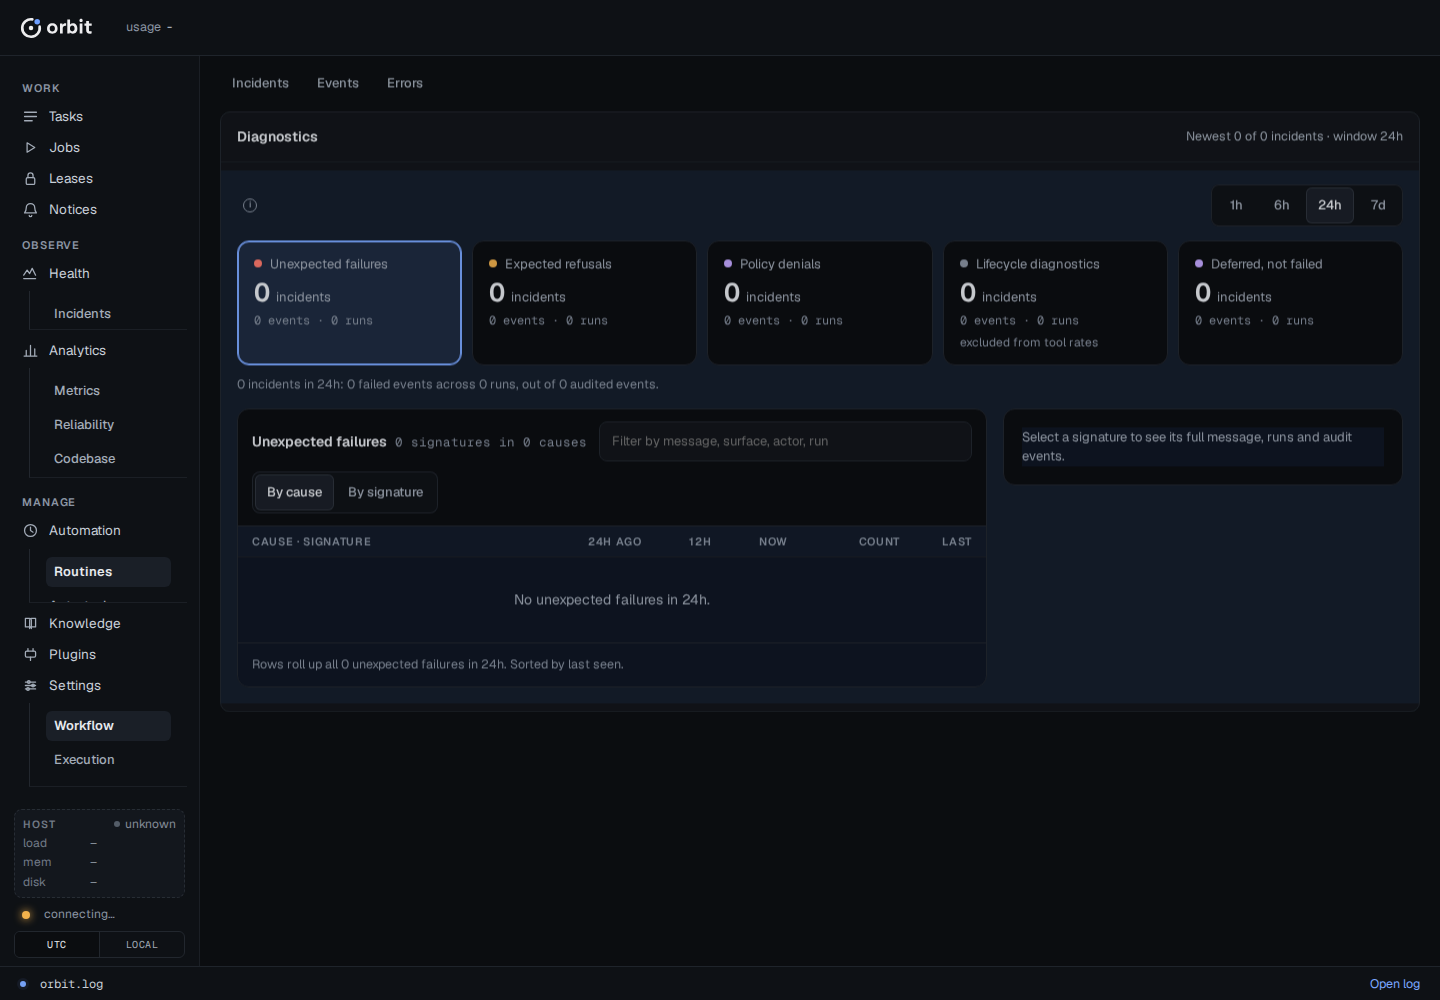 orbit
usage –
WORK
Tasks
Jobs
Leases
Notices
OBSERVE
Health
Incidents
Analytics
Metrics
Reliability
Codebase
MANAGE
Automation
Routines
Knowledge
Plugins
Settings
Workflow
Execution
HOST unknown
load –
mem –
disk –
connecting…
UTC LOCAL
Incidents Events Errors
Diagnostics
Newest 0 of 0 incidents · window 24h
1h 6h 24h 7d
Unexpected failures
0 incidents
0 events · 0 runs
Expected refusals
0 incidents
0 events · 0 runs
Policy denials
0 incidents
0 events · 0 runs
Lifecycle diagnostics
0 incidents
0 events · 0 runs
excluded from tool rates
Deferred, not failed
0 incidents
0 events · 0 runs
0 incidents in 24h: 0 failed events across 0 runs, out of 0 audited events.
Unexpected failures 0 signatures in 0 causes
Filter by message, surface, actor, run
By cause By signature
CAUSE · SIGNATURE 24H AGO 12H NOW COUNT LAST
No unexpected failures in 24h.
Rows roll up all 0 unexpected failures in 24h. Sorted by last seen.
Select a signature to see its full message, runs and audit
events.
orbit.log
Open log